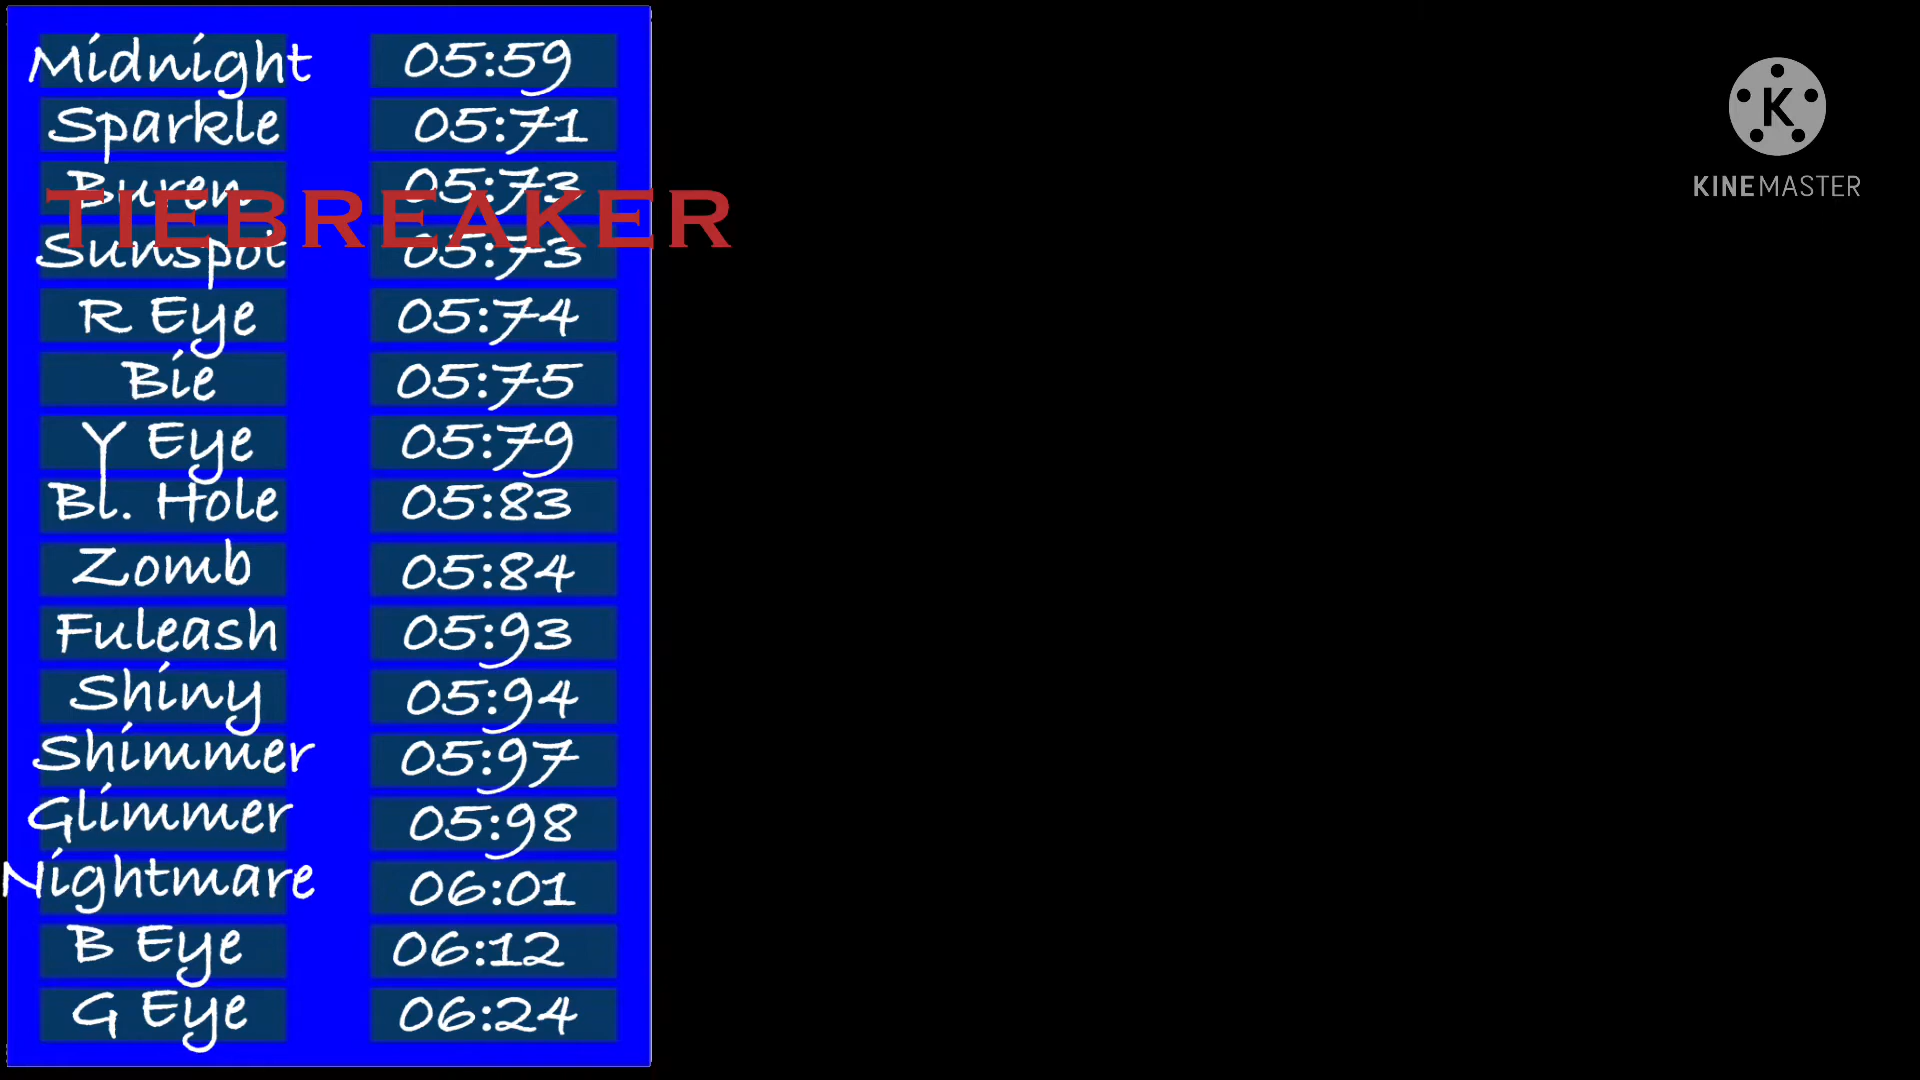 Midnight 05:59
Sparkle 05:71
Buren 05:73
TIEBREAKER
Sunspot 05:73
R Eye 05:74
Bie 05:75
Y Eye 05:79
Bl. Hole 05:83
Zomb 05:84
Fuleash 05:93
Shiny 05:94
Shimmer 05:97
Glimmer 05:98
Nightmare 06:01
B Eye 06:12
G Eye 06:24
K
KINEMASTER